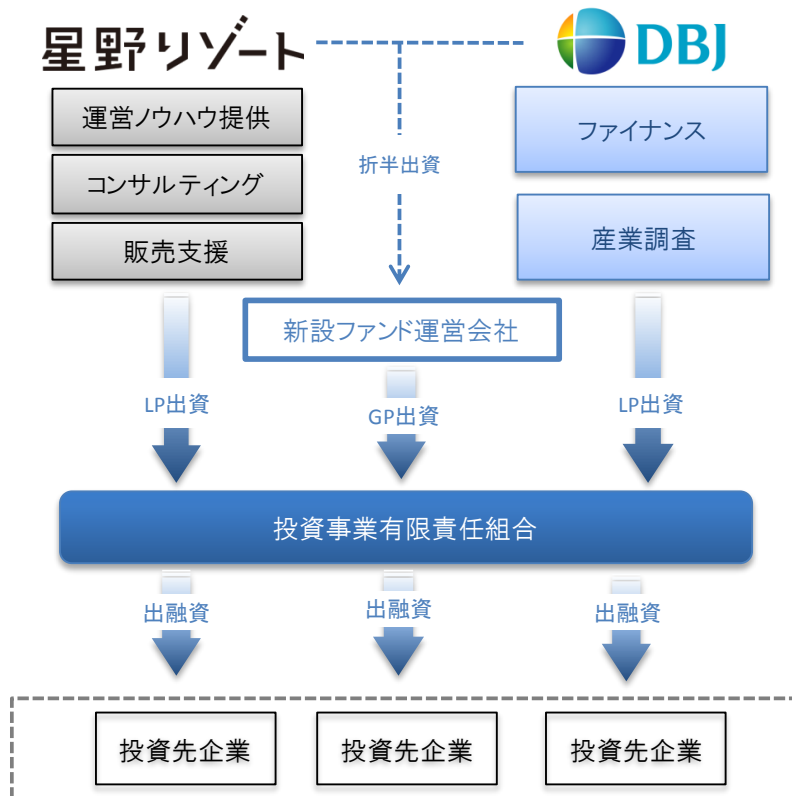 星野リゾート
DBJ
運営ノウハウ提供
ファイナンス
コンサルティング
折半出資
販売支援
産業調査
新設ファンド運営会社
LP出資
GP出資
LP出資
投資事業有限責任組合
出融資
出融資
出融資
投資先企業
投資先企業
投資先企業